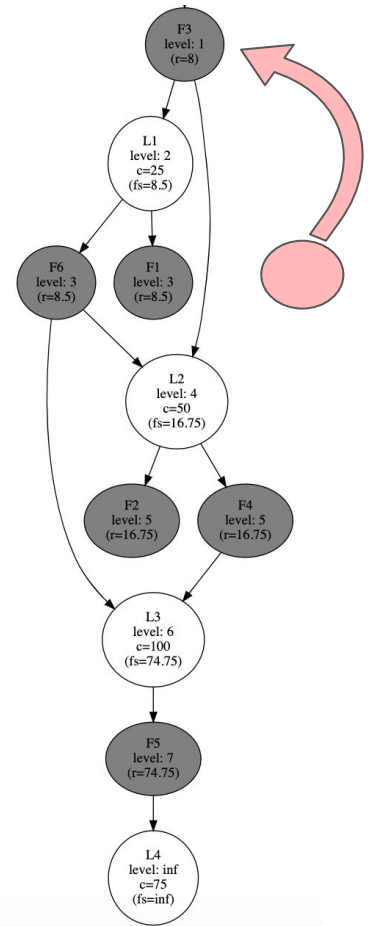 F3
level: 1
(r=8)
L1
level: 2
c=25
(fs=8.5)
F6
level: 3
(r=8.5)
F1
level: 3
(r=8.5)
L2
level: 4
c=50
(fs=16.75)
F2
level: 5
(r=16.75)
F4
level: 5
(r=16.75)
L3
level: 6
c=100
(fs=74.75)
F5
level: 7
(r=74.75)
L4
level: inf
c=75
(fs=inf)